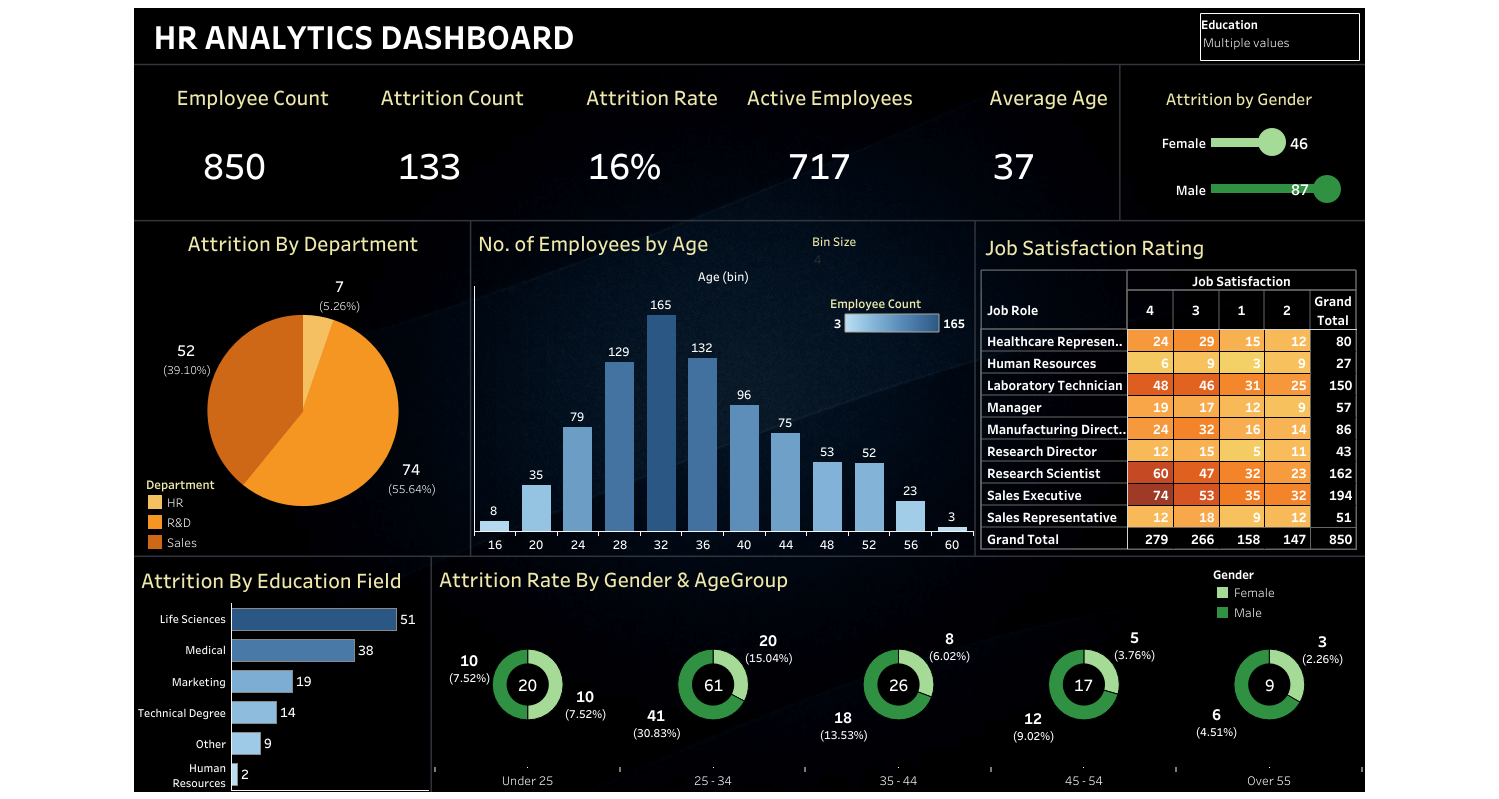 HR ANALYTICS DASHBOARD
Education
Multiple values
Employee Count
Attrition Count
Attrition Rate
Active Employees
Average Age
850
133
16%
717
37
Attrition by Gender
Female 46
Male 87
Attrition By Department
7
(5.26%)
52
(39.10%)
74
(55.64%)
Department
HR
R&D
Sales
No. of Employees by Age
Bin Size
4
Age (bin)
Employee Count
3 165
8 35 79 129 165 132 96 75 53 52 23 3
16 20 24 28 32 36 40 44 48 52 56 60
Job Satisfaction Rating
Job Satisfaction
Job Role 4 3 1 2 Grand Total
Healthcare Represen.. 24 29 15 12 80
Human Resources 6 9 3 9 27
Laboratory Technician 48 46 31 25 150
Manager 19 17 12 9 57
Manufacturing Direct.. 24 32 16 14 86
Research Director 12 15 5 11 43
Research Scientist 60 47 32 23 162
Sales Executive 74 53 35 32 194
Sales Representative 12 18 9 12 51
Grand Total 279 266 158 147 850
Attrition By Education Field
Life Sciences 51
Medical 38
Marketing 19
Technical Degree 14
Other 9
Human
Resources 2
Attrition Rate By Gender & AgeGroup
Gender
Female
Male
10
(7.52%)
20
10
(7.52%)
Under 25
20
(15.04%)
61
41
(30.83%)
25 - 34
8
(6.02%)
26
18
(13.53%)
35 - 44
5
(3.76%)
17
12
(9.02%)
45 - 54
3
(2.26%)
9
6
(4.51%)
Over 55